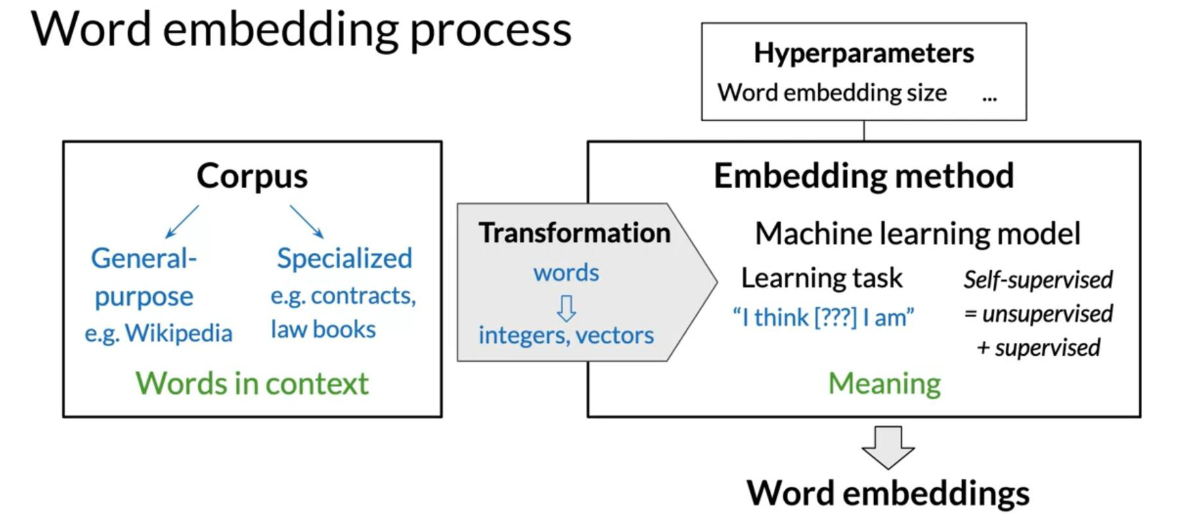 Word embedding process
Hyperparameters
Word embedding size ...
Corpus
General-
purpose
e.g. Wikipedia
Specialized
e.g. contracts,
law books
Words in context
Transformation
words
integers, vectors
Embedding method
Machine learning model
Learning task
“I think [???] I am”
Self-supervised
= unsupervised
+ supervised
Meaning
Word embeddings